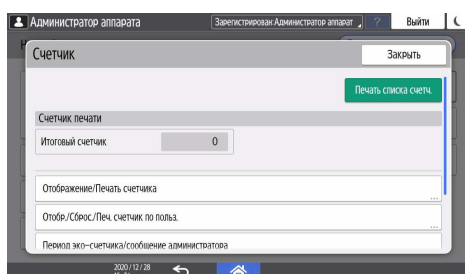 Администратор аппарата
Зарегистрирован Администратор аппарат
?
Выйти
Счетчик
Закрыть
Печать списка счетч.
Счетчик печати
Итоговый счетчик 0
Отображение/Печать счетчика
...
Отобр./Сброс./Печ. счетчик по польз.
...
Период эко-счетчика/сообщение администратора
2020/12/28